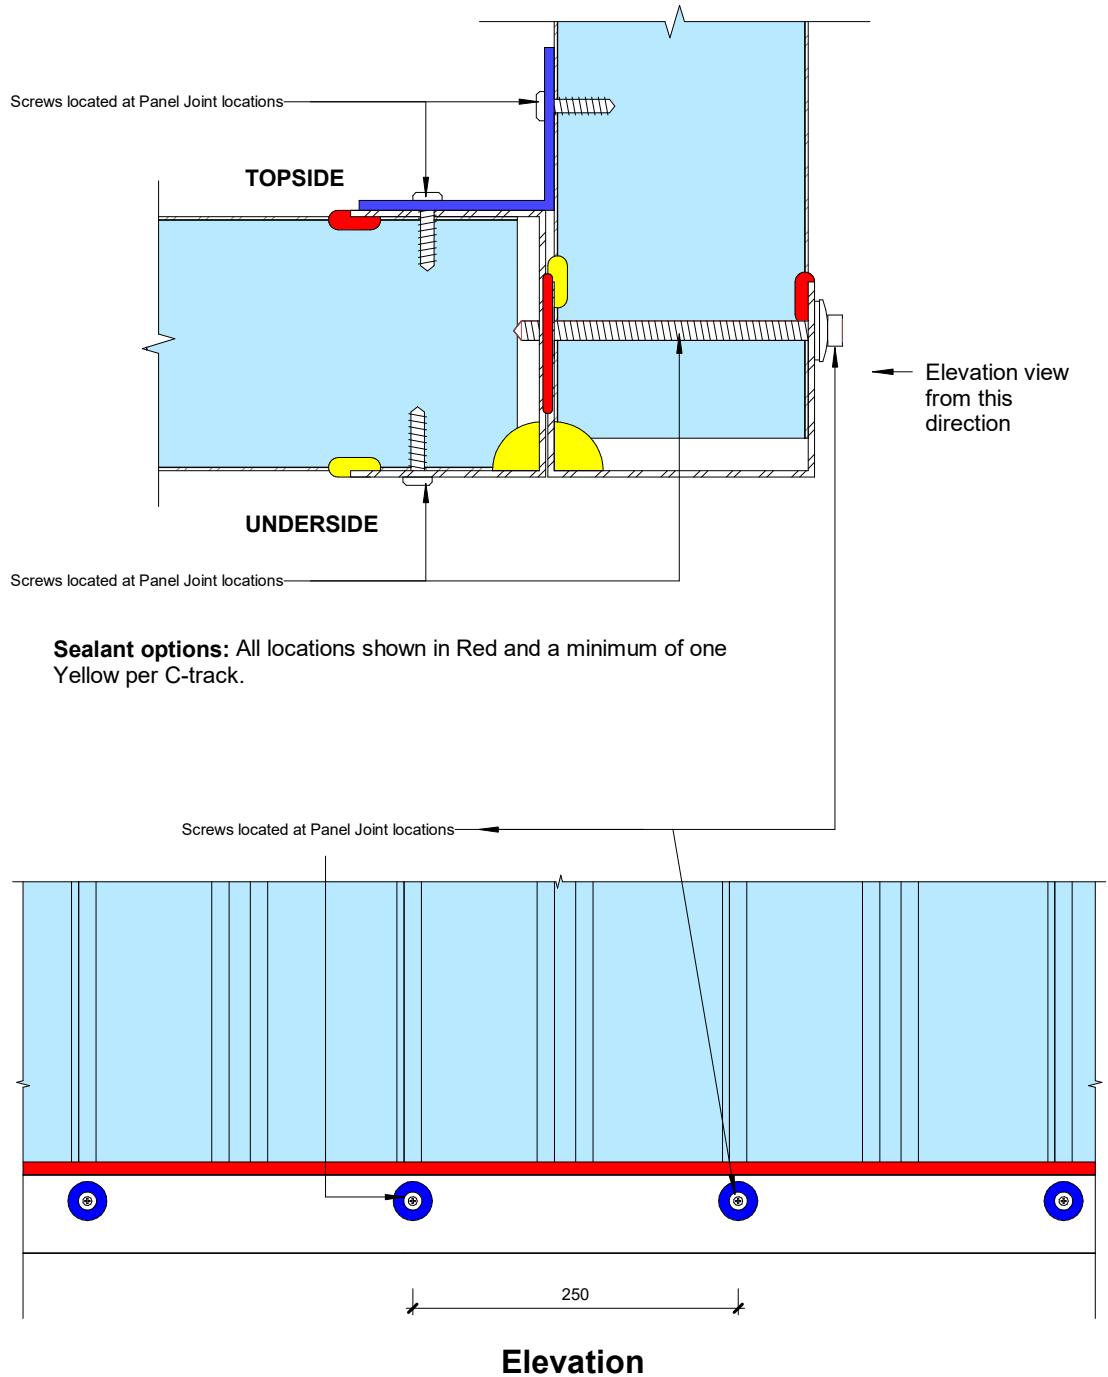 Screws located at Panel Joint locations
TOPSIDE
Elevation view
from this
direction
UNDERSIDE
Screws located at Panel Joint locations
Sealant options: All locations shown in Red and a minimum of one
Yellow per C-track.
Screws located at Panel Joint locations
250
Elevation